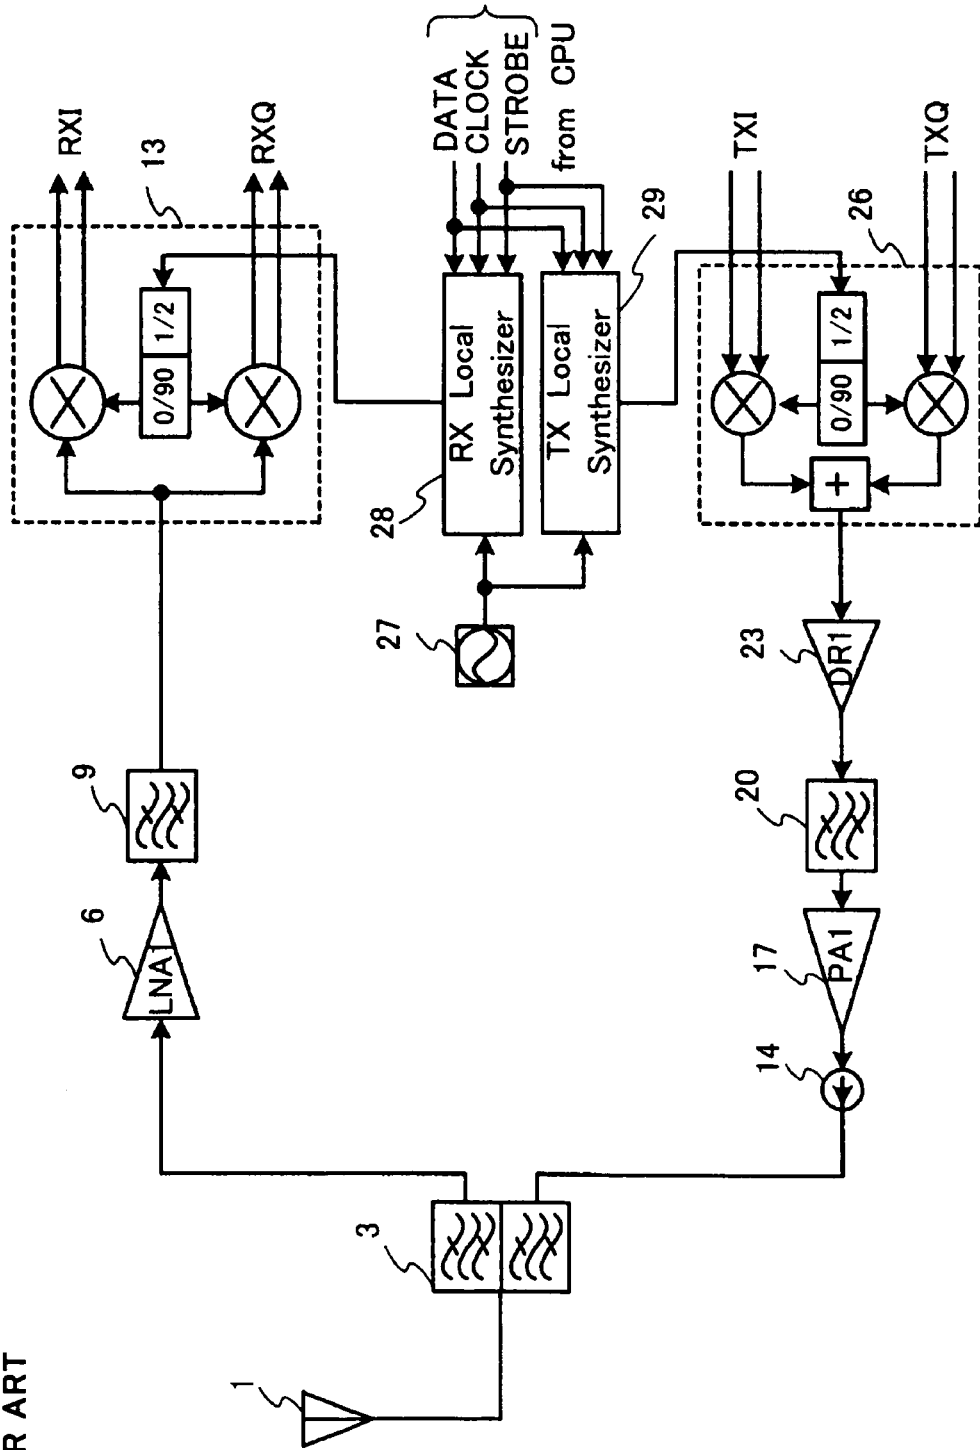 R ART
1
3
6
LNA1
9
13
0/90
1/2
RXI
RXQ
27
28
RX Local
Synthesizer
TX Local
Synthesizer
29
DATA
CLOCK
STROBE
from CPU
14
17
PA1
20
23
DR1
+
0/90
1/2
26
TXI
TXQ